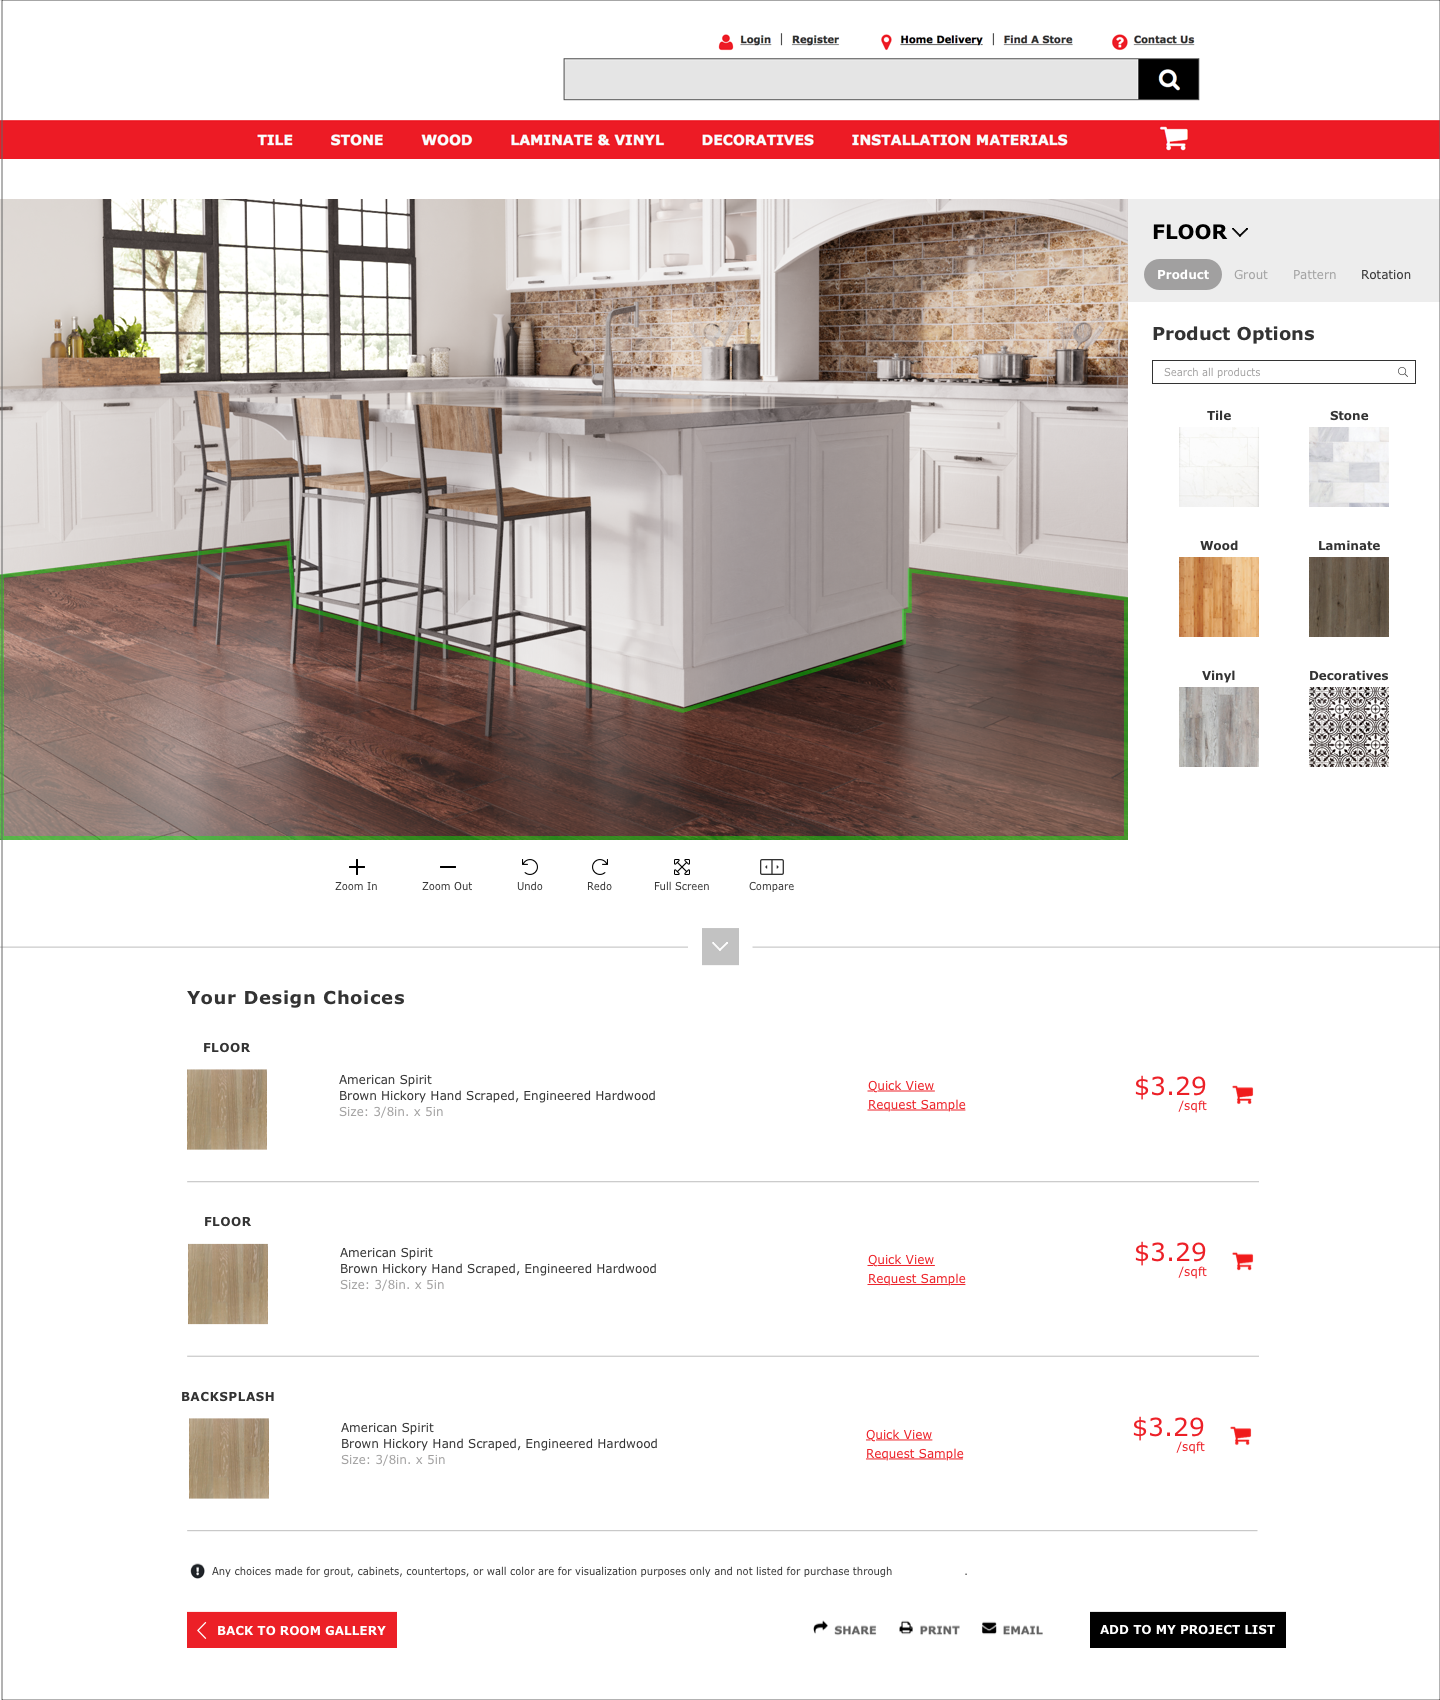 Login | Register
Home Delivery | Find A Store
Contact Us
TILE STONE WOOD LAMINATE & VINYL DECORATIVES INSTALLATION MATERIALS
FLOOR
Product Grout Pattern Rotation
Product Options
Search all products
Tile Stone
Wood Laminate
Vinyl Decoratives
Zoom In Zoom Out Undo Redo Full Screen Compare
Your Design Choices
FLOOR
American Spirit
Brown Hickory Hand Scraped, Engineered Hardwood
Size: 3/8in. x 5in
Quick View
Request Sample
$3.29
/sqft
FLOOR
American Spirit
Brown Hickory Hand Scraped, Engineered Hardwood
Size: 3/8in. x 5in
Quick View
Request Sample
$3.29
/sqft
BACKSPLASH
American Spirit
Brown Hickory Hand Scraped, Engineered Hardwood
Size: 3/8in. x 5in
Quick View
Request Sample
$3.29
/sqft
Any choices made for grout, cabinets, countertops, or wall color are for visualization purposes only and not listed for purchase through .
BACK TO ROOM GALLERY
SHARE PRINT EMAIL
ADD TO MY PROJECT LIST